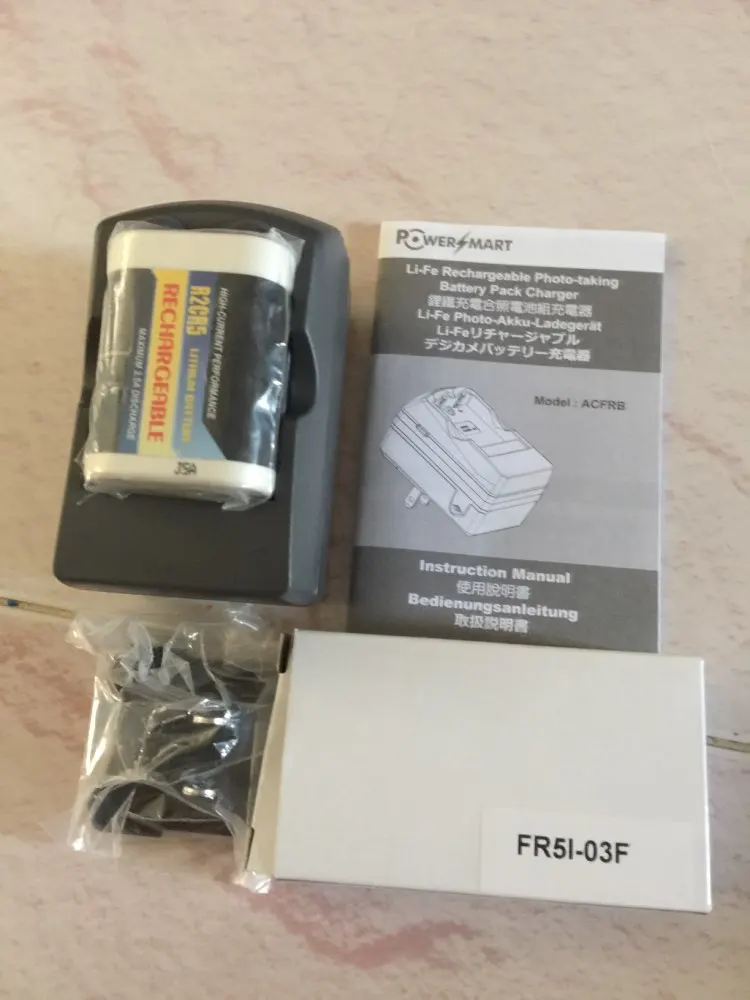 HIGH-CURRENT PERFORMANCE
R2CR5 LITHIUM BATTERY
RECHARGEABLE
MAXIMUM 3.5A DISCHARGE
35A
POWERSMART
Li-Fe Rechargeable Photo-taking
Battery Pack Charger
鋰鐵充電合照電池組充電器
Li-Fe Photo-Akku-Ladegerät
Li-Feリチャージャブル
デジカメバッテリー充電器
Model : ACFRB
Instruction Manual
使用說明書
Bedienungsanleitung
取扱説明書
FR5I-03F